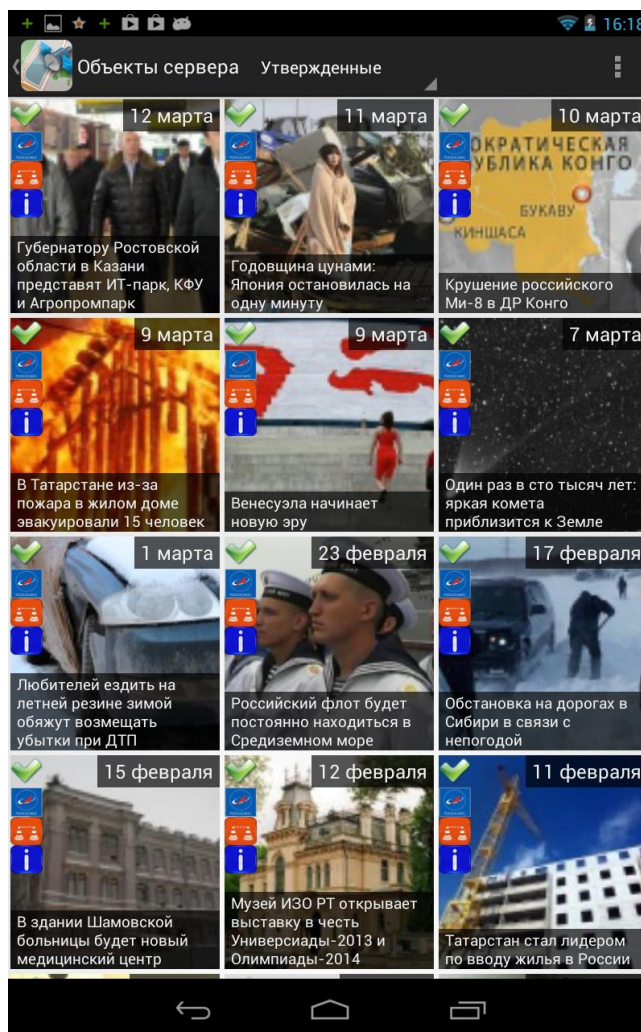 16:18
Объекты сервера
Утвержденные
12 марта
Губернатору Ростовской
области в Казани
представят ИТ-парк, КФУ
и Агропромпарк
11 марта
Годовщина цунами:
Япония остановилась на
одну минуту
10 марта
ОКРАТИЧЕСКАЯ
УБЛИКА КОНГО
БУКАВУ
КИНШАСА
Крушение российского
Ми-8 в ДР Конго
9 марта
В Татарстане из-за
пожара в жилом доме
эвакуировали 15 человек
9 марта
Венесуэла начинает
новую эру
7 марта
Один раз в сто тысяч лет:
яркая комета
приблизится к Земле
1 марта
Любителей ездить на
летней резине зимой
обяжут возмещать
убытки при ДТП
23 февраля
Российский флот будет
постоянно находиться в
Средиземном море
17 февраля
Обстановка на дорогах в
Сибири в связи с
непогодой
15 февраля
В здании Шамовской
больницы будет новый
медицинский центр
12 февраля
Музей ИЗО РТ открывает
выставку в честь
Универсиады-2013 и
Олимпиады-2014
11 февраля
Татарстан стал лидером
по вводу жилья в России